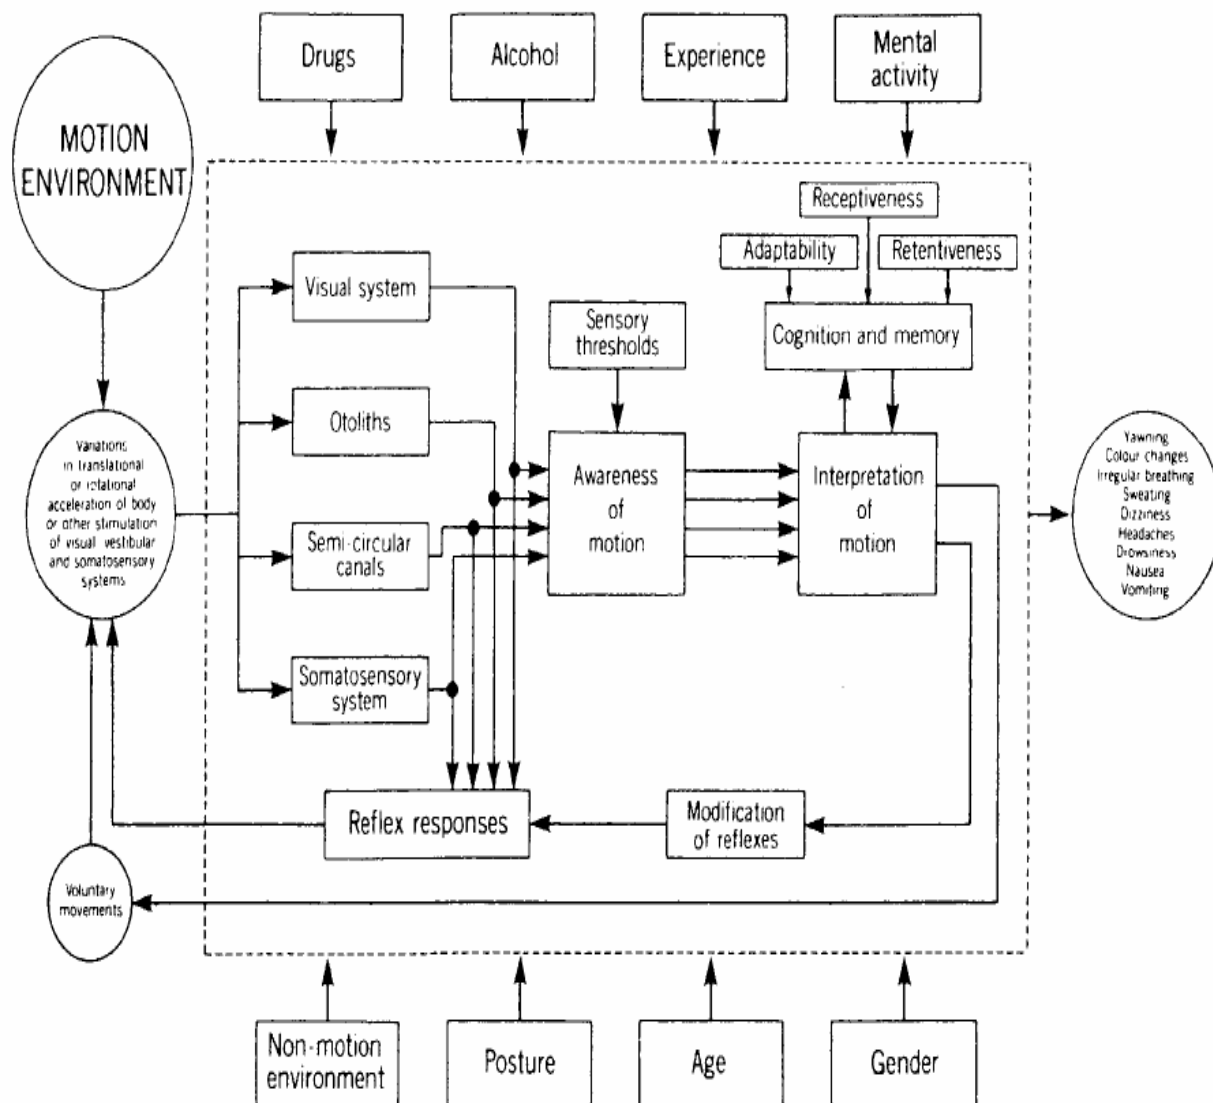 Drugs
Alcohol
Experience
Mental
activity
MOTION
ENVIRONMENT
Receptiveness
Adaptability
Retentiveness
Visual system
Sensory
thresholds
Cognition and memory
Otoliths
Variations
in translational
or rotational
acceleration of body
or other stimulation
of visual vestibular
and somatosensory
systems
Awareness
of
motion
Interpretation
of
motion
Yawning
Colour changes
Irregular breathing
Sweating
Dizziness
Headaches
Drowsiness
Nausea
Vomiting
Semi-circular
canals
Somatosensory
system
Reflex responses
Modification
of reflexes
Voluntary
movements
Non-motion
environment
Posture
Age
Gender